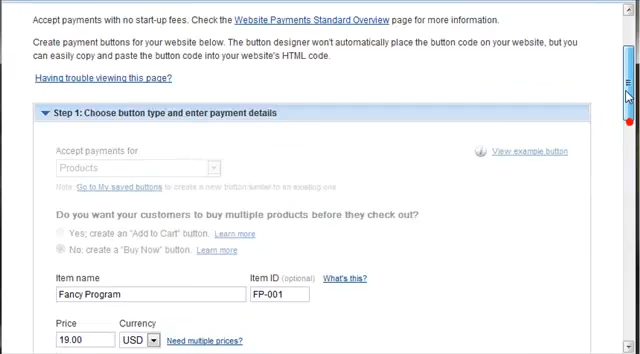 Accept payments with no start-up fees. Check the Website Payments Standard Overview page for more information.
Create payment buttons for your website below. The button designer won't automatically place the button code on your website, but you
can easily copy and paste the button code into your website's HTML code.
Having trouble viewing this page?
Step 1: Choose button type and enter payment details
Accept payments for
Products
View example button
Note: Go to My saved buttons to create a new button similar to an existing one
Do you want your customers to buy multiple products before they check out?
Yes; create an "Add to Cart" button. Learn more
No; create a "Buy Now" button. Learn more
Item name Item ID (optional) What's this?
Fancy Program FP-001
Price Currency
19.00 USD Need multiple prices?